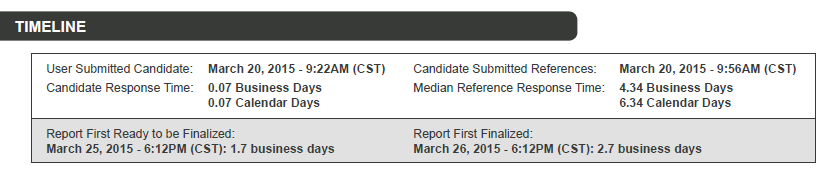 TIMELINE
User Submitted Candidate: March 20, 2015 - 9:22AM (CST) Candidate Submitted References: March 20, 2015 - 9:56AM (CST)
Candidate Response Time: 0.07 Business Days Median Reference Response Time: 4.34 Business Days
0.07 Calendar Days 6.34 Calendar Days
Report First Ready to be Finalized: Report First Finalized:
March 25, 2015 - 6:12PM (CST): 1.7 business days March 26, 2015 - 6:12PM (CST): 2.7 business days